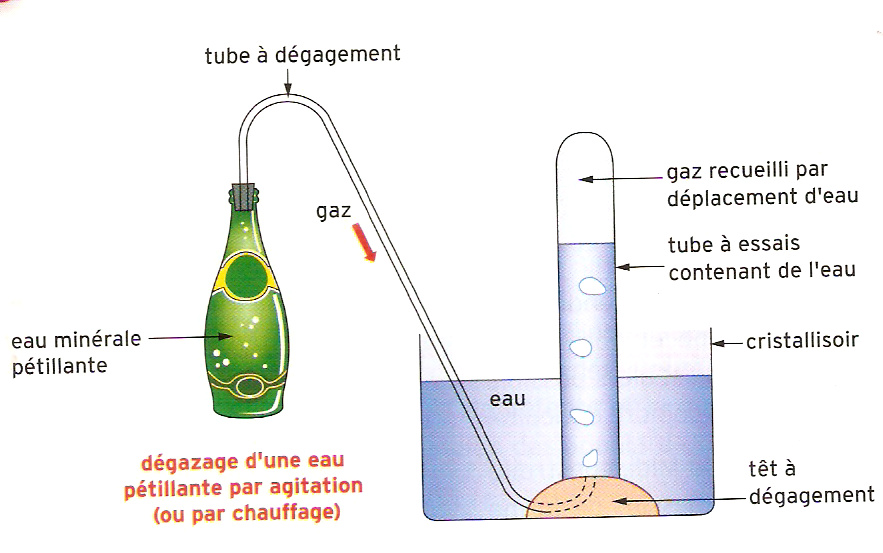 tube à dégagement
gaz
eau minérale
pétillante
dégazage d'une eau
pétillante par agitation
(ou par chauffage)
gaz recueilli par
déplacement d'eau
tube à essais
contenant de l'eau
cristallisoir
eau
têt à
dégagement